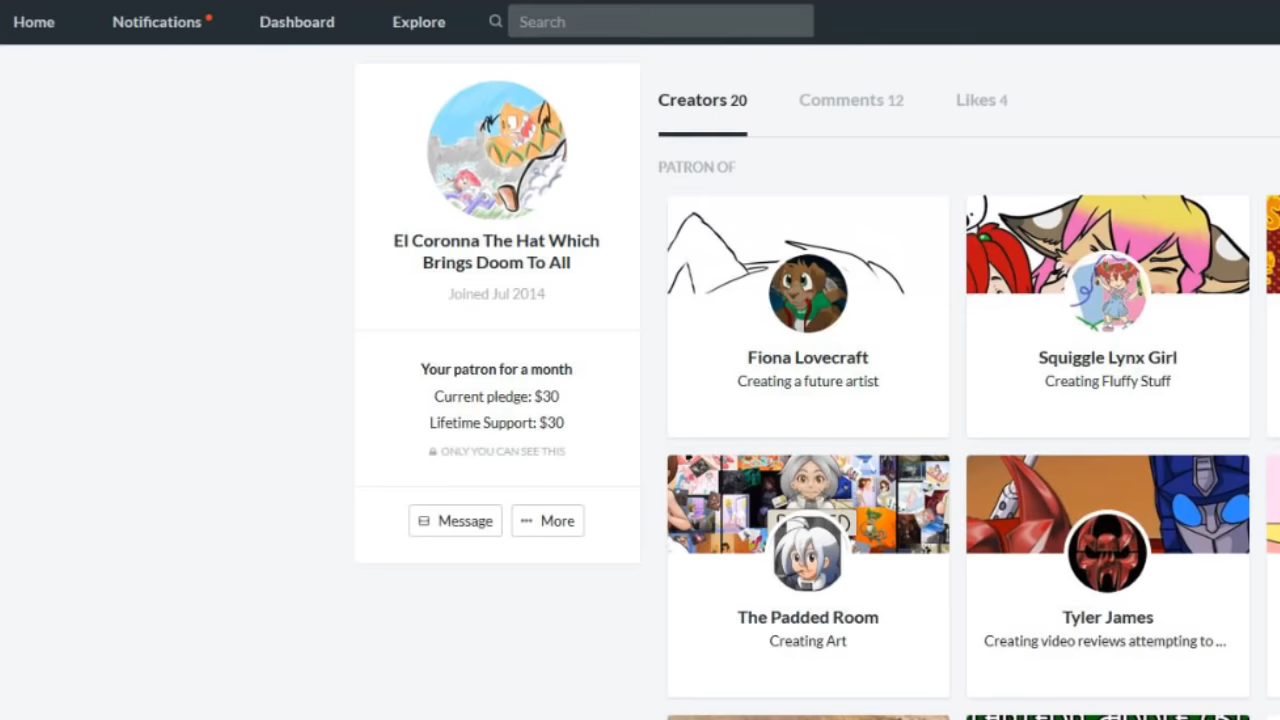 Home Notifications Dashboard Explore Search
Creators 20 Comments 12 Likes 4
PATRON OF
El Coronna The Hat Which
Brings Doom To All
Joined Jul 2014
Your patron for a month
Current pledge: $30
Lifetime Support: $30
ONLY YOU CAN SEE THIS
Message More
Fiona Lovecraft
Creating a future artist
Squiggle Lynx Girl
Creating Fluffy Stuff
The Padded Room
Creating Art
Tyler James
Creating video reviews attempting to ...